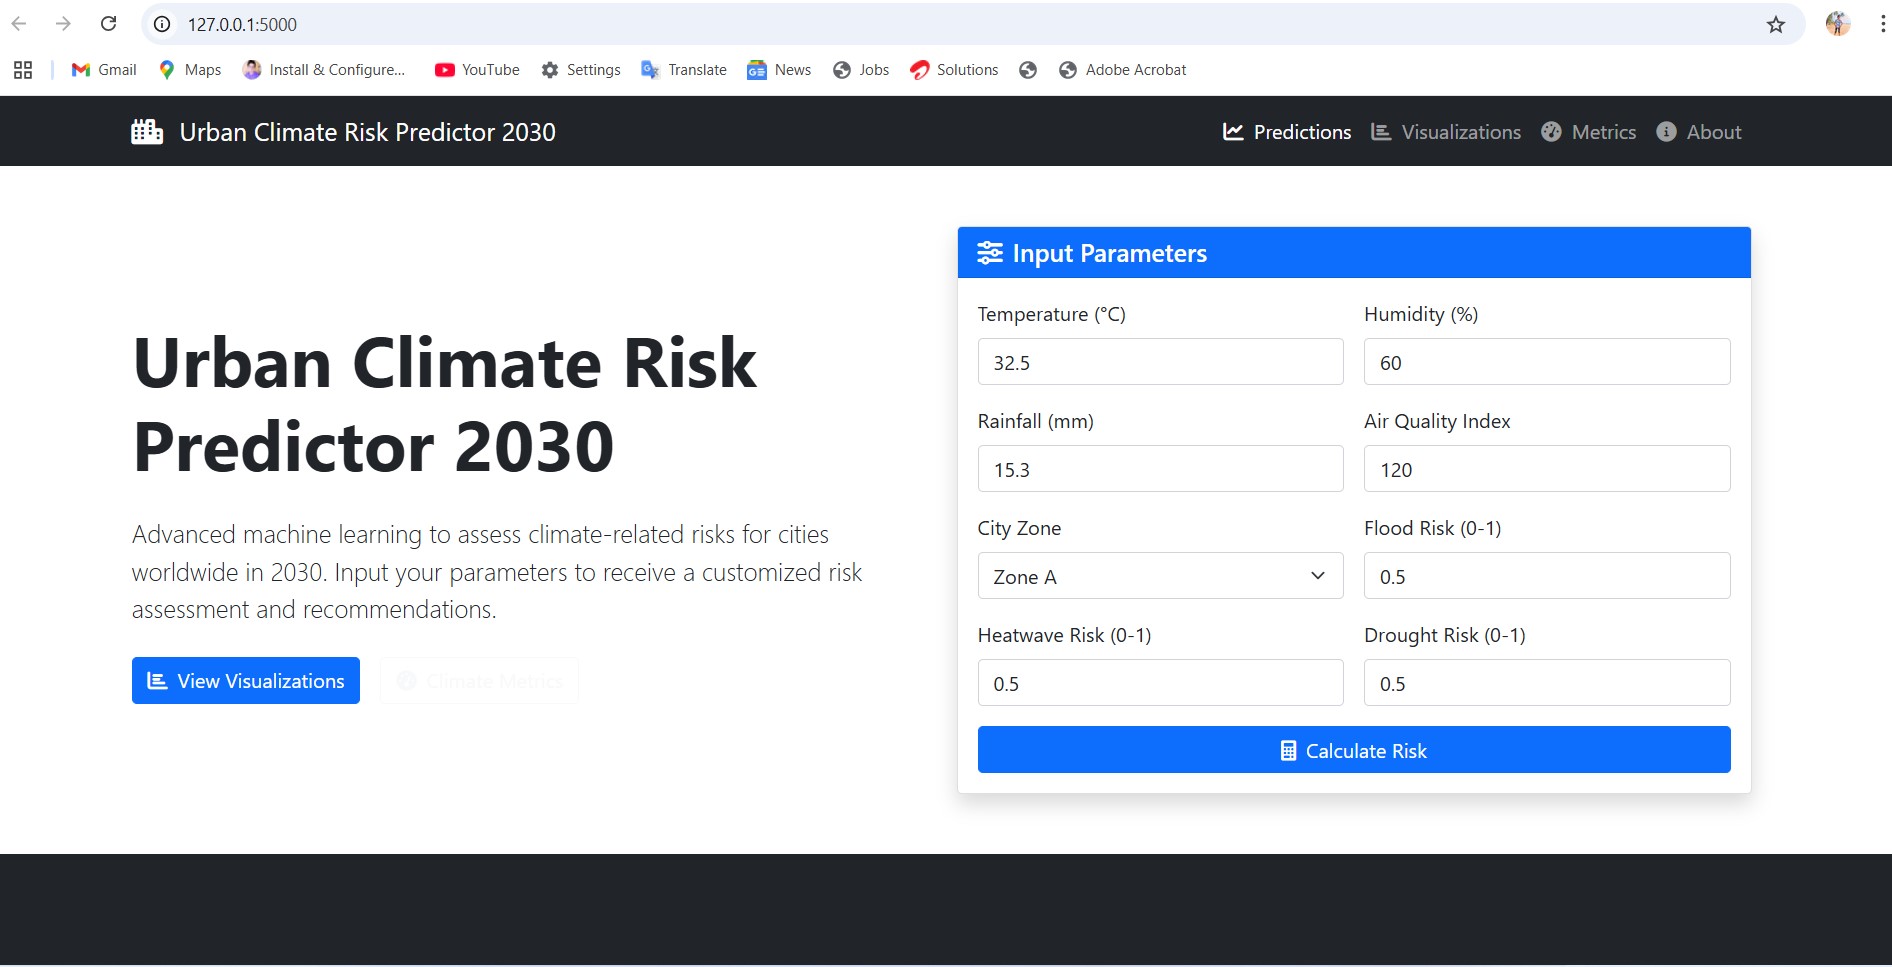 127.0.0.1:5000
Gmail Maps Install & Configure... YouTube Settings Translate News Jobs Solutions Adobe Acrobat
Urban Climate Risk Predictor 2030
Predictions Visualizations Metrics About
Urban Climate Risk
Predictor 2030
Advanced machine learning to assess climate-related risks for cities
worldwide in 2030. Input your parameters to receive a customized risk
assessment and recommendations.
View Visualizations Climate Metrics
Input Parameters
Temperature (°C) Humidity (%)
32.5 60
Rainfall (mm) Air Quality Index
15.3 120
City Zone Flood Risk (0-1)
Zone A 0.5
Heatwave Risk (0-1) Drought Risk (0-1)
0.5 0.5
Calculate Risk